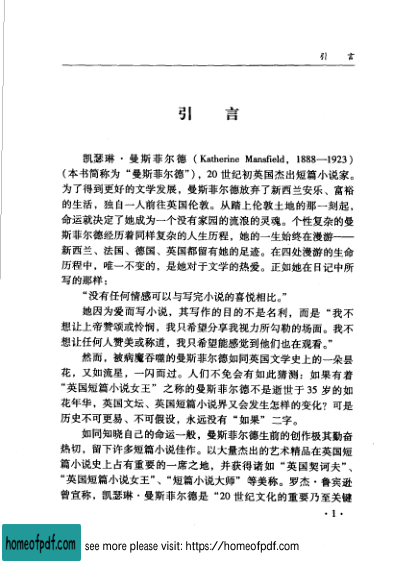 引 言
引 言
凯瑟琳·曼斯菲尔德（Katherine Mansfield，1888—1923）
（本书简称为“曼斯菲尔德”），20 世纪初英国杰出短篇小说家。
为了得到更好的文学发展，曼斯菲尔德放弃了新西兰安乐、富裕
的生活，独自一人前往英国伦敦。从踏上伦敦土地的那一刻起，
命运就决定了她成为一个没有家园的流浪的灵魂。个性复杂的曼
斯菲尔德经历着同样复杂的人生历程，她的一生始终在漫游——
新西兰、法国、德国、英国都留有她的足迹。在四处漫游的生命
历程中，唯一不变的，是她对于文学的热爱。正如她在日记中所
写的那样：
“没有任何情感可以与写完小说的喜悦相比。”
她因为爱而写小说，其写作的目的不是名利，而是“我不
想让上帝赞颂或怜悯，我只希望分享我视力所勾勒的场面。我不
想让任何人赞美或称道，我只希望能感觉到他们也在观看。”
然而，被病魔吞噬的曼斯菲尔德如同英国文学史上的一朵昙
花，又如流星，一闪而过。人们不免会有如此猜测：如果有着
“英国短篇小说女王”之称的曼斯菲尔德不是逝世于 35 岁的如
花年华，英国文坛、英国短篇小说界又会发生怎样的变化？可是
历史不可更易、不可假设，永远没有“如果”二字。
如同知晓自己的命运一般，曼斯菲尔德生前的创作极其勤奋
热切，留下许多短篇小说佳作。以大量杰出的艺术精品在英国短
篇小说史上占有重要的一席之地，并获得诸如“英国契诃夫”、
“英国短篇小说女王”、“短篇小说大师”等美称。罗杰·鲁宾逊
曾宣称，凯瑟琳·曼斯菲尔德是“20 世纪文化的重要乃至关键
·1·
homeofpdf.com
see more please visit: https://homeofpdf.com